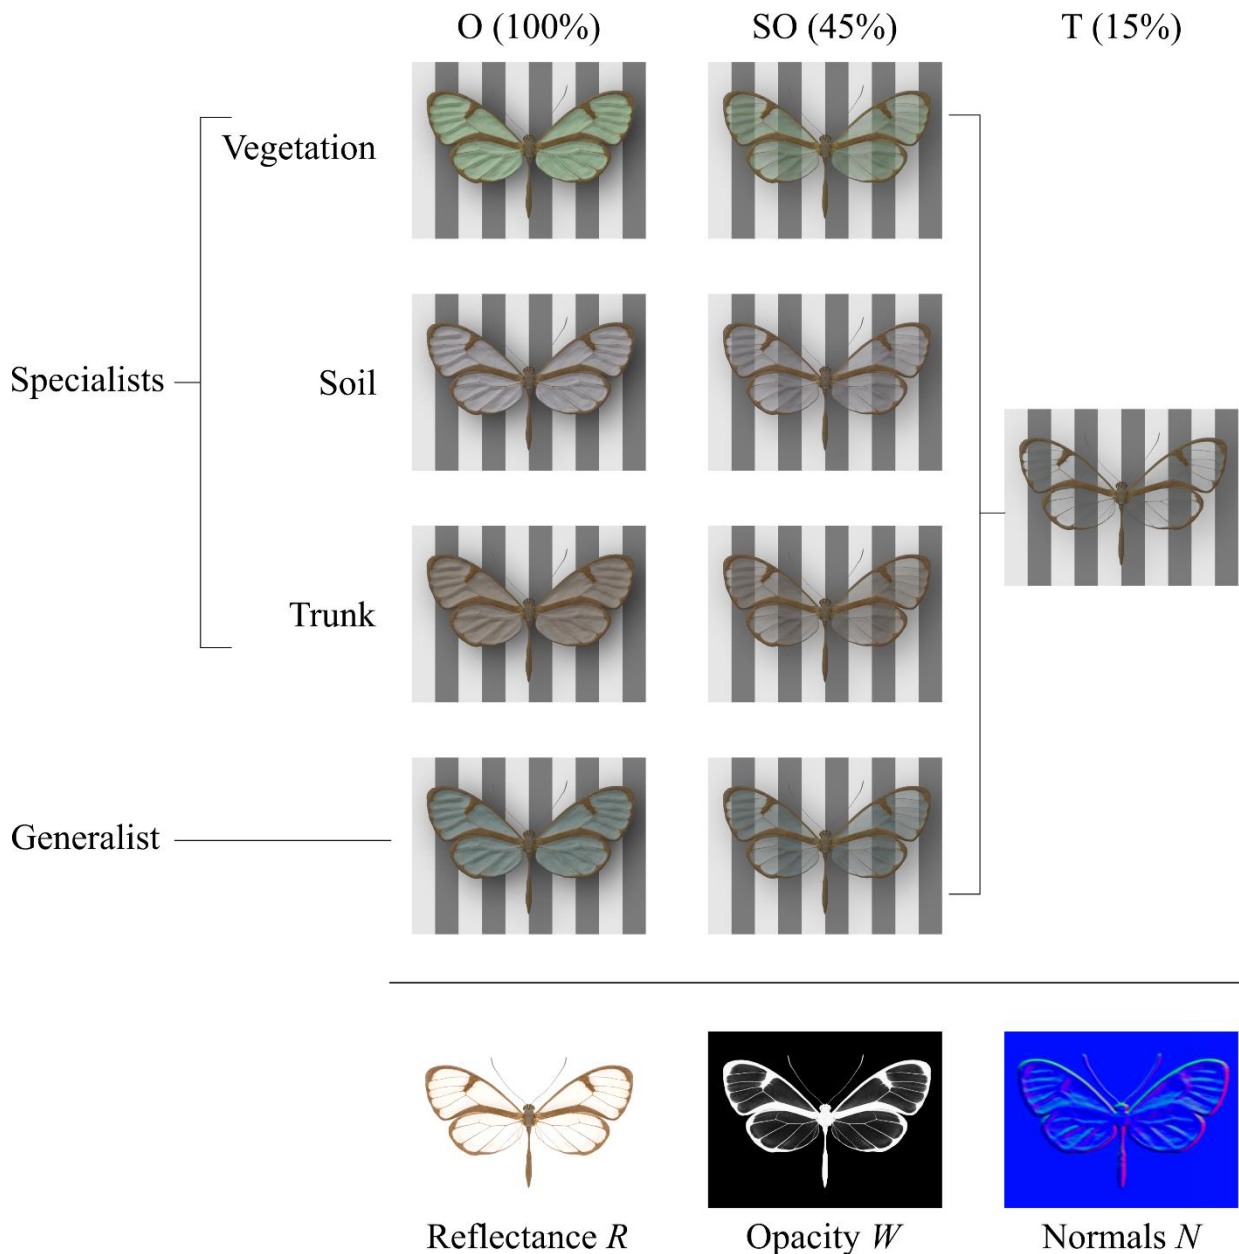 O (100%)
SO (45%)
T (15%)
Vegetation
Specialists
Soil
Trunk
Generalist
Reflectance R
Opacity W
Normals N